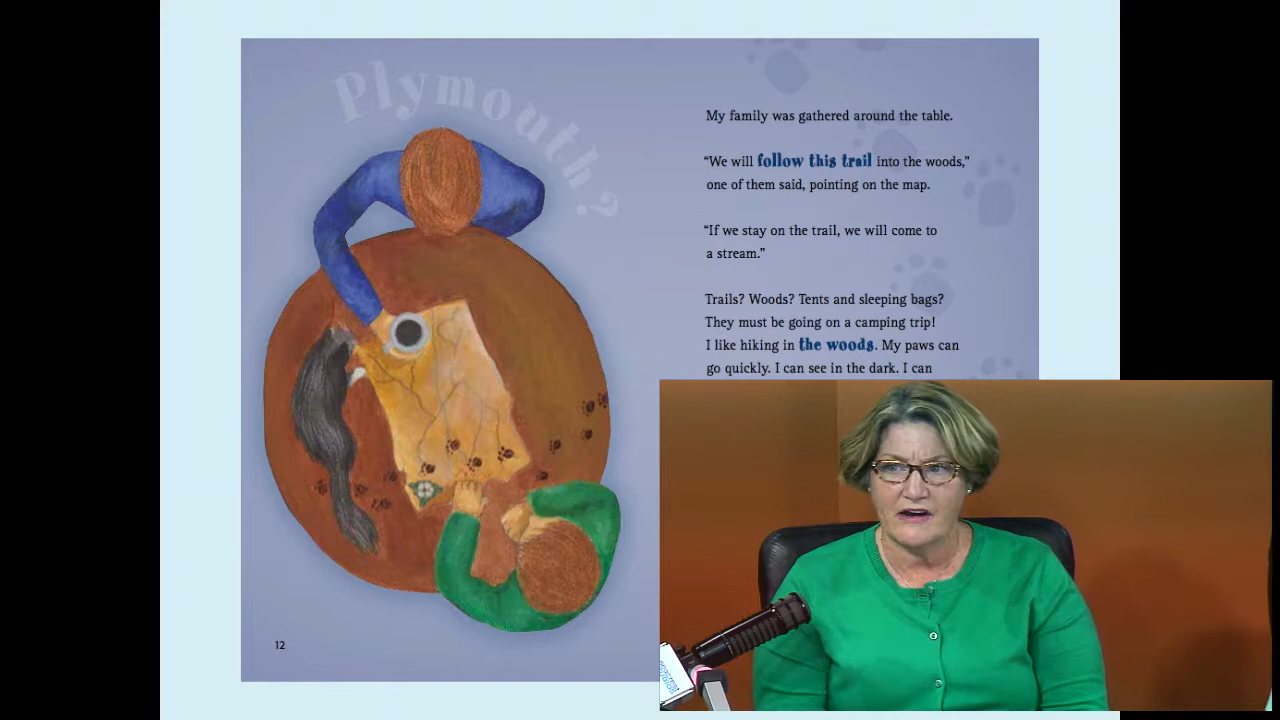 Plymouth?
My family was gathered around the table.
“We will follow this trail into the woods,”
one of them said, pointing on the map.
“If we stay on the trail, we will come to
a stream.”
Trails? Woods? Tents and sleeping bags?
They must be going on a camping trip!
I like hiking in the woods. My paws can
go quickly. I can see in the dark. I can
12